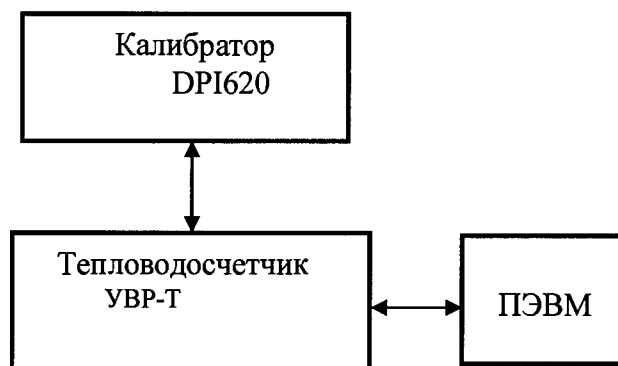 Калибратор
DPI620
Тепловодосчетчик
УВР-Т
ПЭВМ